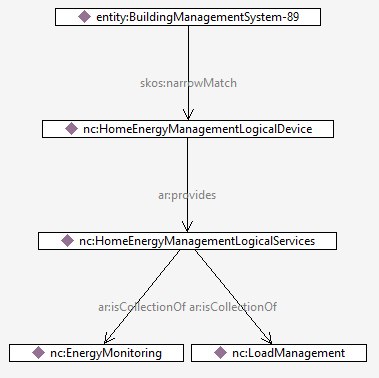 entity:BuildingManagementSystem-89
skos:narrowMatch
nc:HomeEnergyManagementLogicalDevice
ar:provides
nc:HomeEnergyManagementLogicalServices
ar:isCollectionOf ar:isCollectionOf
nc:EnergyMonitoring nc:LoadManagement